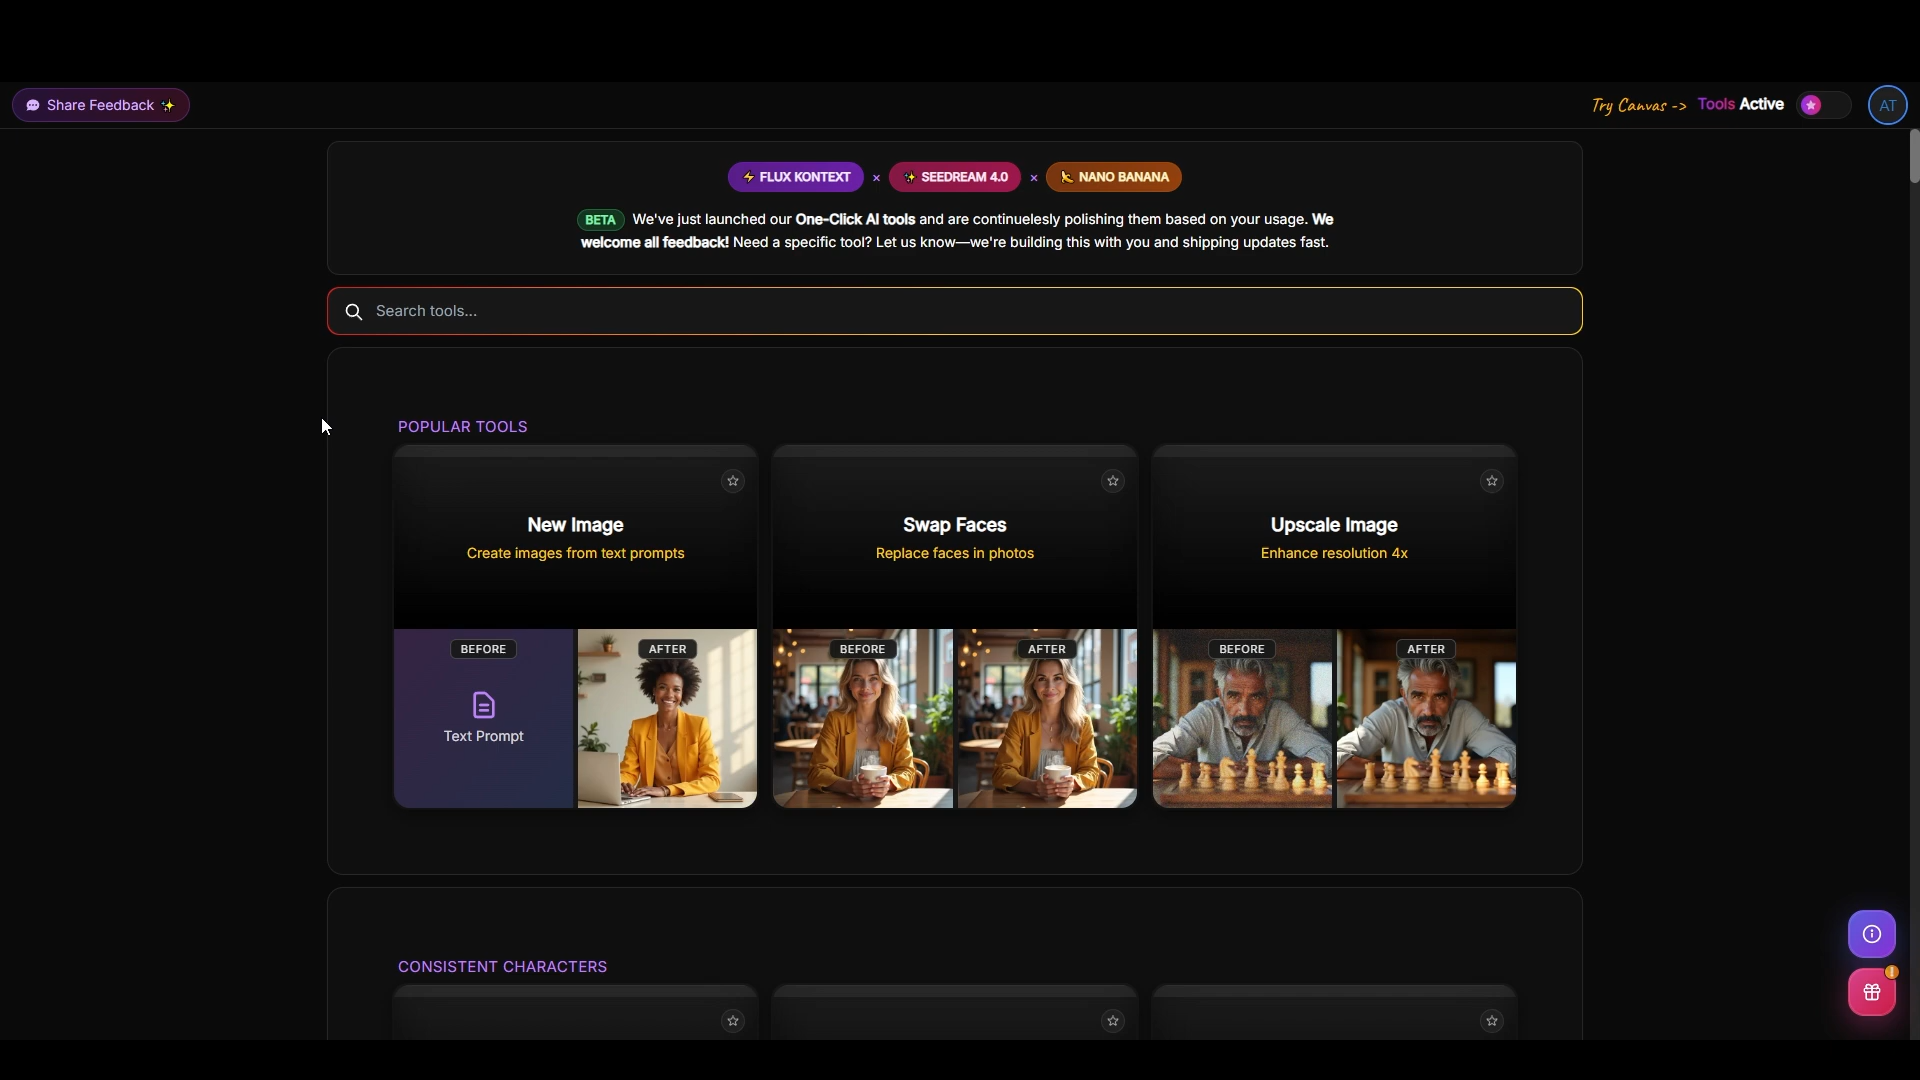 Share Feedback ✨
Try Canvas ->
Tools Active
AT
⚡ FLUX KONTEXT × ✨ SEEDREAM 4.0 × 🍌 NANO BANANA
BETA We've just launched our One-Click AI tools and are continuelesly polishing them based on your usage. We
welcome all feedback! Need a specific tool? Let us know—we're building this with you and shipping updates fast.
Search tools...
POPULAR TOOLS
New Image
Create images from text prompts
BEFORE
Text Prompt
AFTER
Swap Faces
Replace faces in photos
BEFORE
AFTER
Upscale Image
Enhance resolution 4x
BEFORE
AFTER
CONSISTENT CHARACTERS